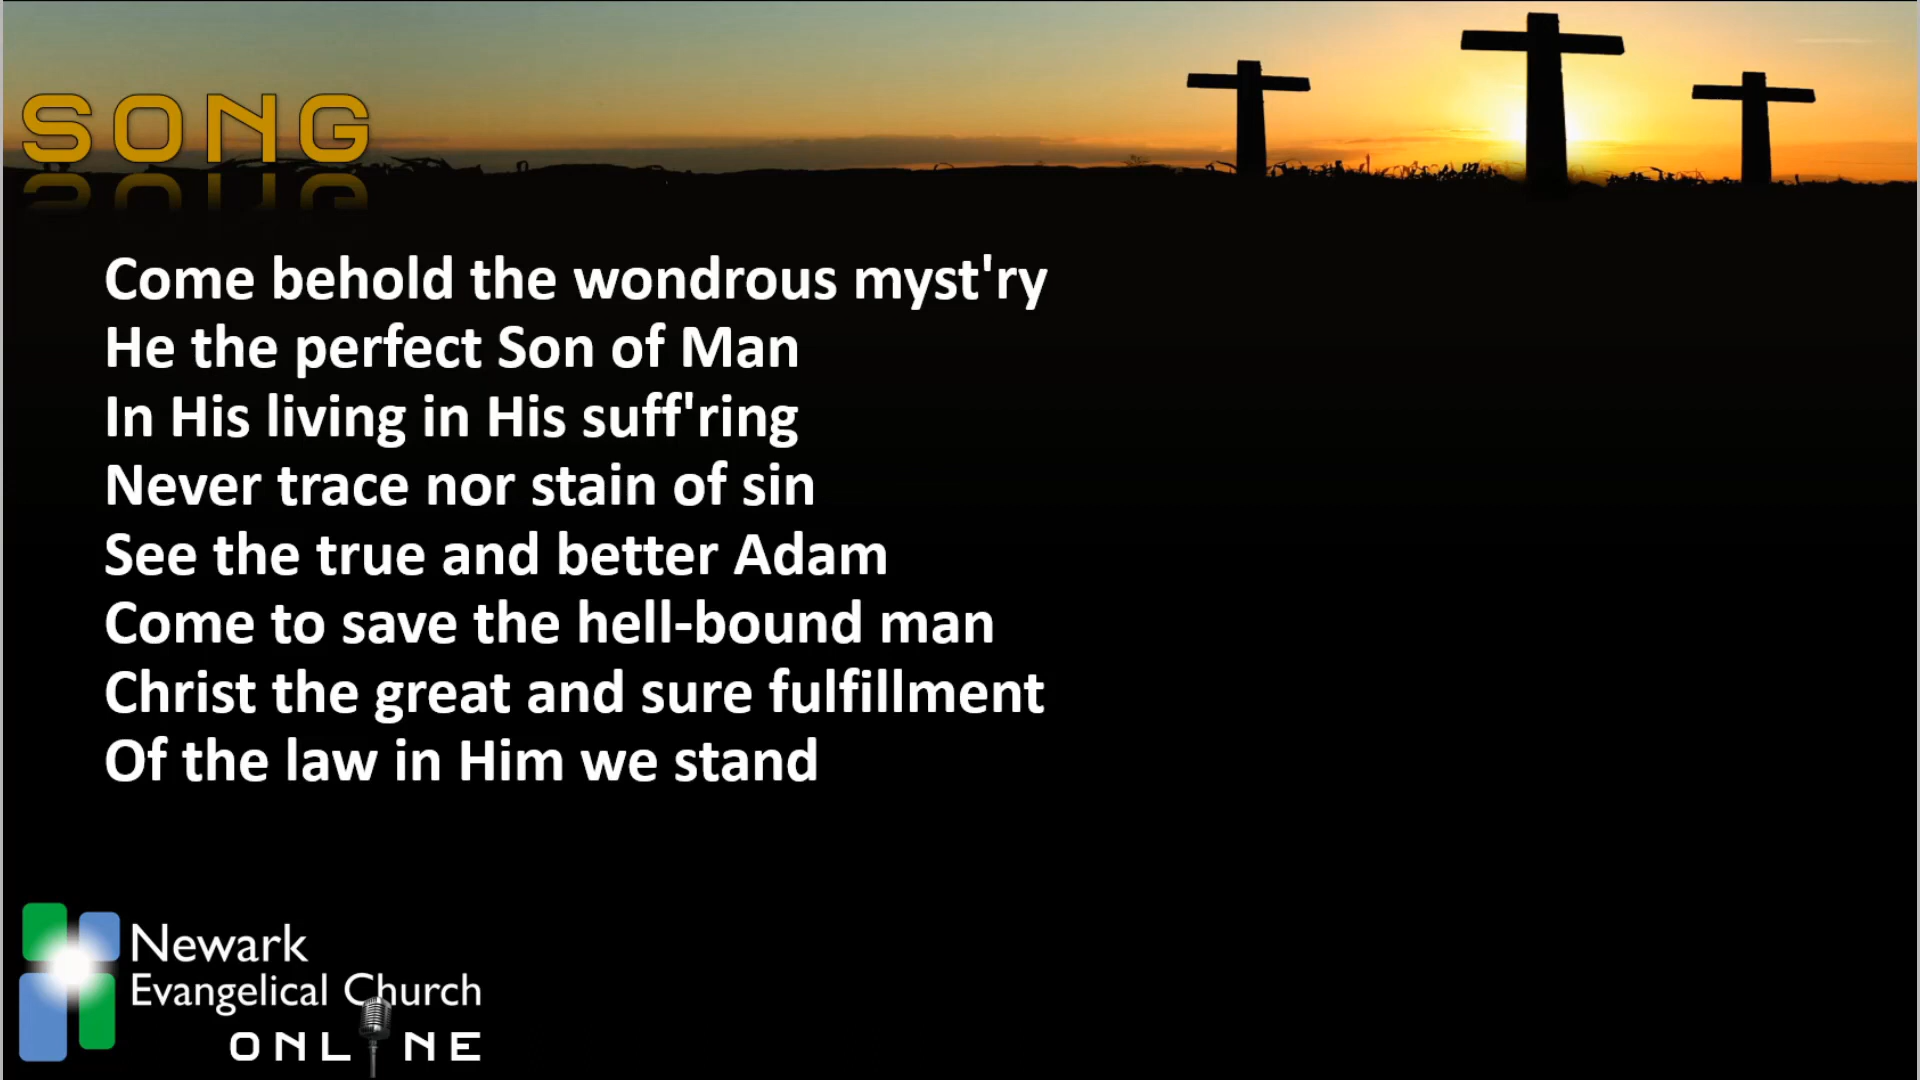 SONG
Come behold the wondrous myst'ry
He the perfect Son of Man
In His living in His suff'ring
Never trace nor stain of sin
See the true and better Adam
Come to save the hell-bound man
Christ the great and sure fulfillment
Of the law in Him we stand
Newark
Evangelical Church
ONLINE